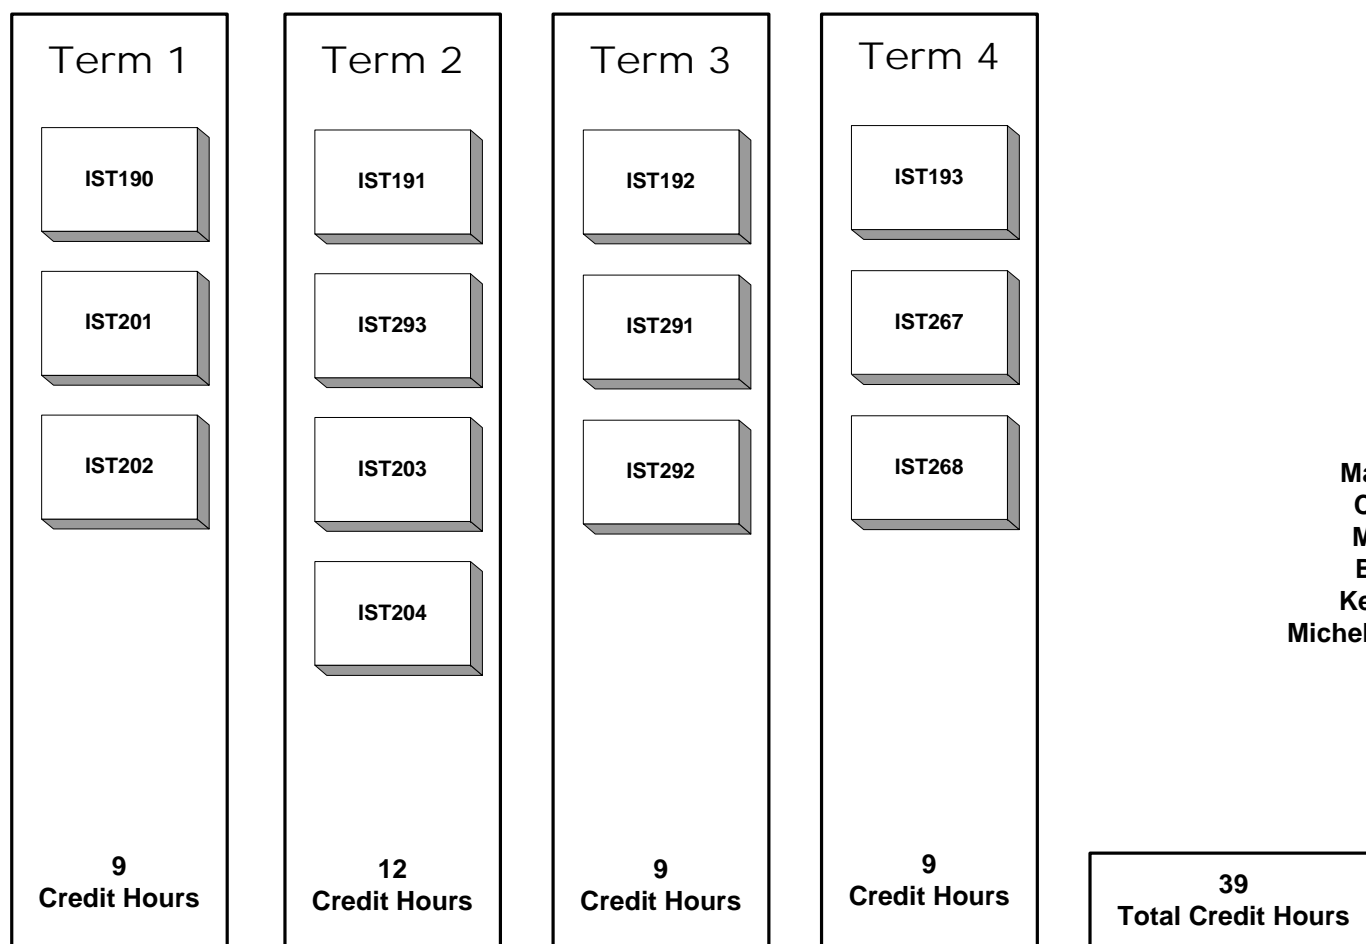 Term 1
IST190
IST201
IST202
9
Credit Hours
Term 2
IST191
IST293
IST203
IST204
12
Credit Hours
Term 3
IST192
IST291
IST292
9
Credit Hours
Term 4
IST193
IST267
IST268
9
Credit Hours
39
Total Credit Hours